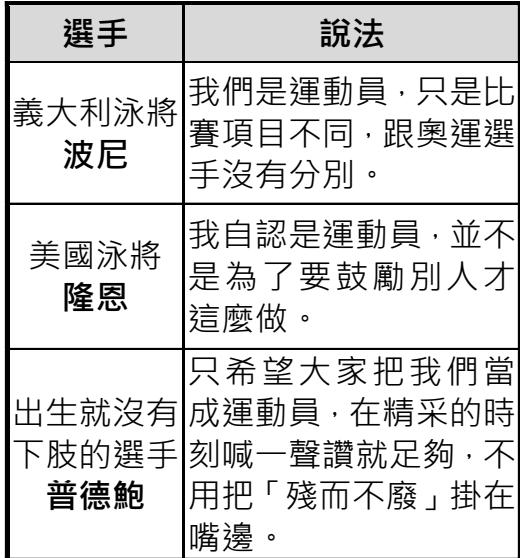 選手
說法
義大利泳將
波尼
我們是運動員，只是比
賽項目不同，跟奧運選
手沒有分別。
美國泳將
隆恩
我自認是運動員，並不
是為了要鼓勵別人才
這麼做。
出生就沒有
下肢的選手
普德鮑
只希望大家把我們當
成運動員，在精采的時
刻喊一聲讚就足夠，不
用把「殘而不廢」掛在
嘴邊。